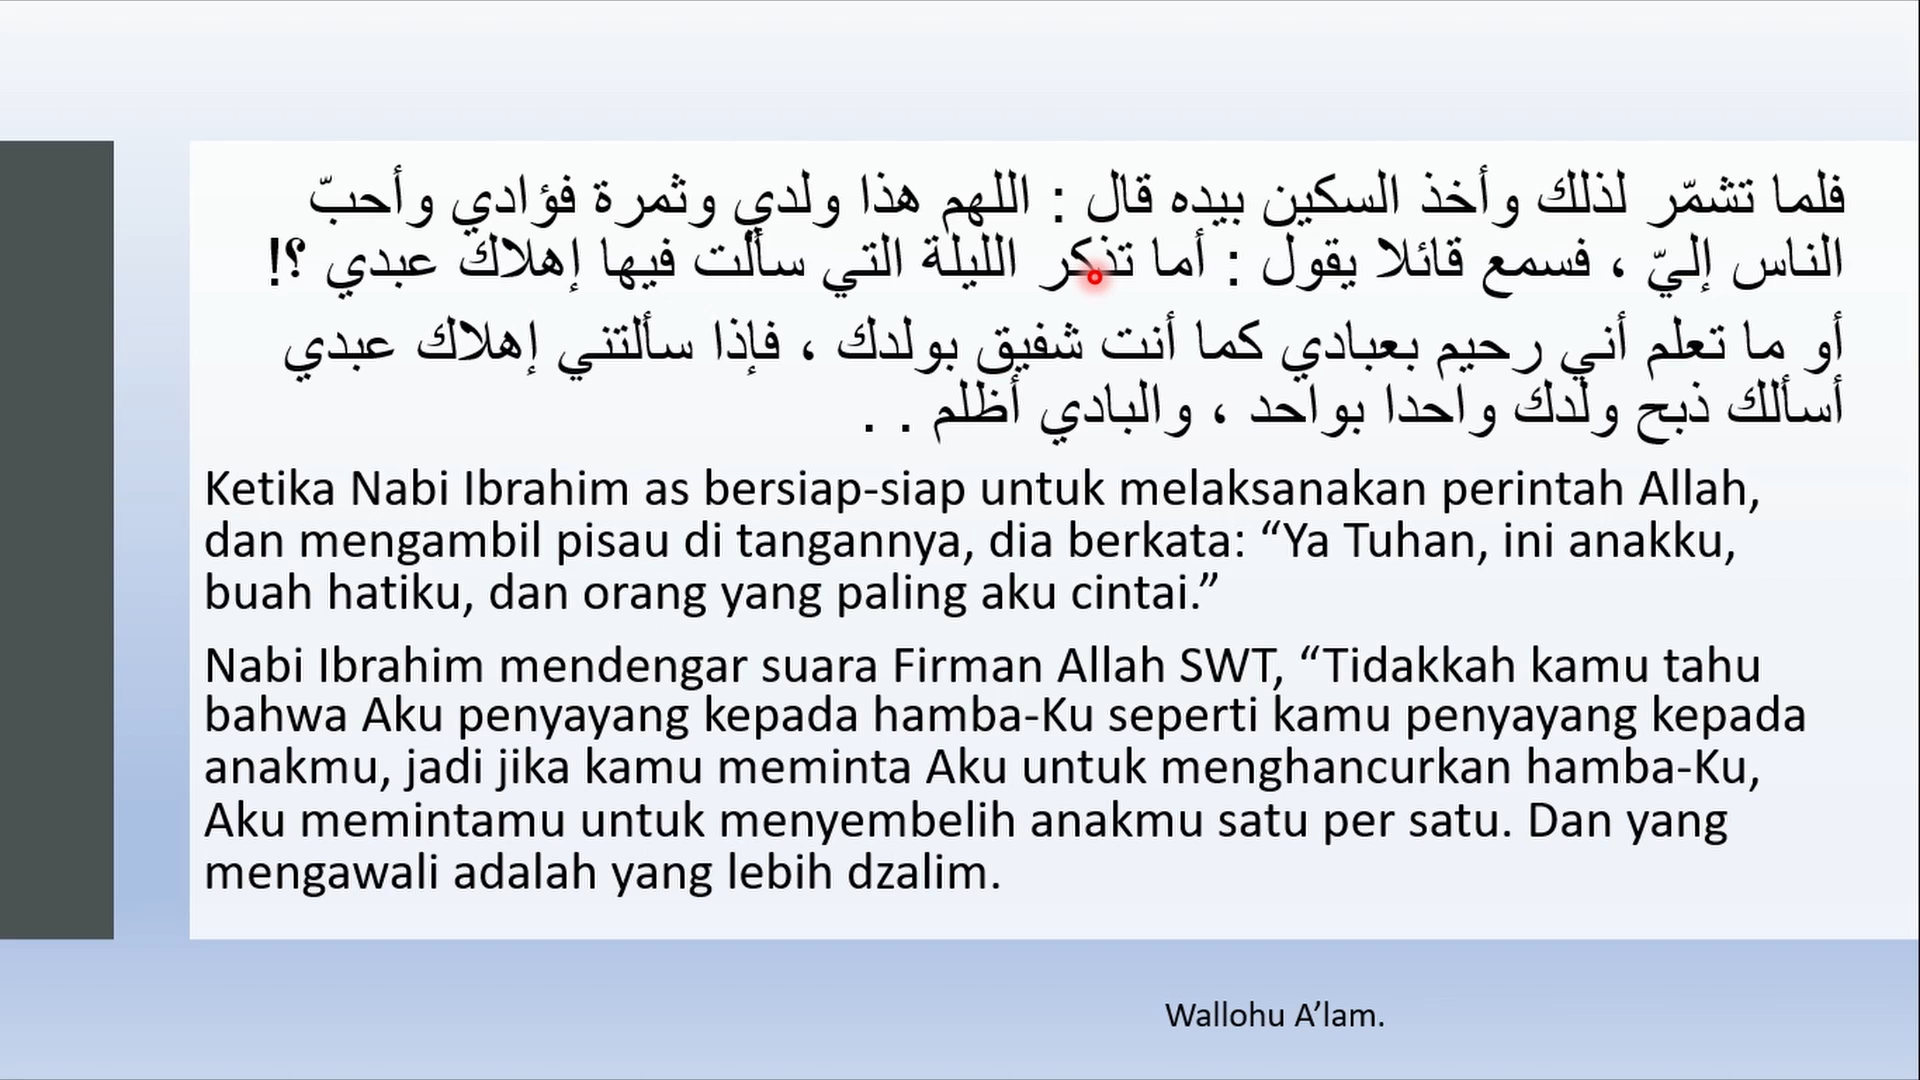 فلما تشمّر لذلك وأخذ السكين بيده قال : اللهم هذا ولدي وثمرة فؤادي وأحبّ
الناس إليّ ، فسمع قائلا يقول : أما تذكر الليلة التي سألت فيها إهلاك عبدي ؟!
أو ما تعلم أني رحيم بعبادي كما أنت شفيق بولدك ، فإذا سألتني إهلاك عبدي
أسألك ذبح ولدك واحدا بواحد ، والبادي أظلم . .
Ketika Nabi Ibrahim as bersiap-siap untuk melaksanakan perintah Allah,
dan mengambil pisau di tangannya, dia berkata: “Ya Tuhan, ini anakku,
buah hatiku, dan orang yang paling aku cintai.”
Nabi Ibrahim mendengar suara Firman Allah SWT, “Tidakkah kamu tahu
bahwa Aku penyayang kepada hamba-Ku seperti kamu penyayang kepada
anakmu, jadi jika kamu meminta Aku untuk menghancurkan hamba-Ku,
Aku memintamu untuk menyembelih anakmu satu per satu. Dan yang
mengawali adalah yang lebih dzalim.
Wallohu A’lam.